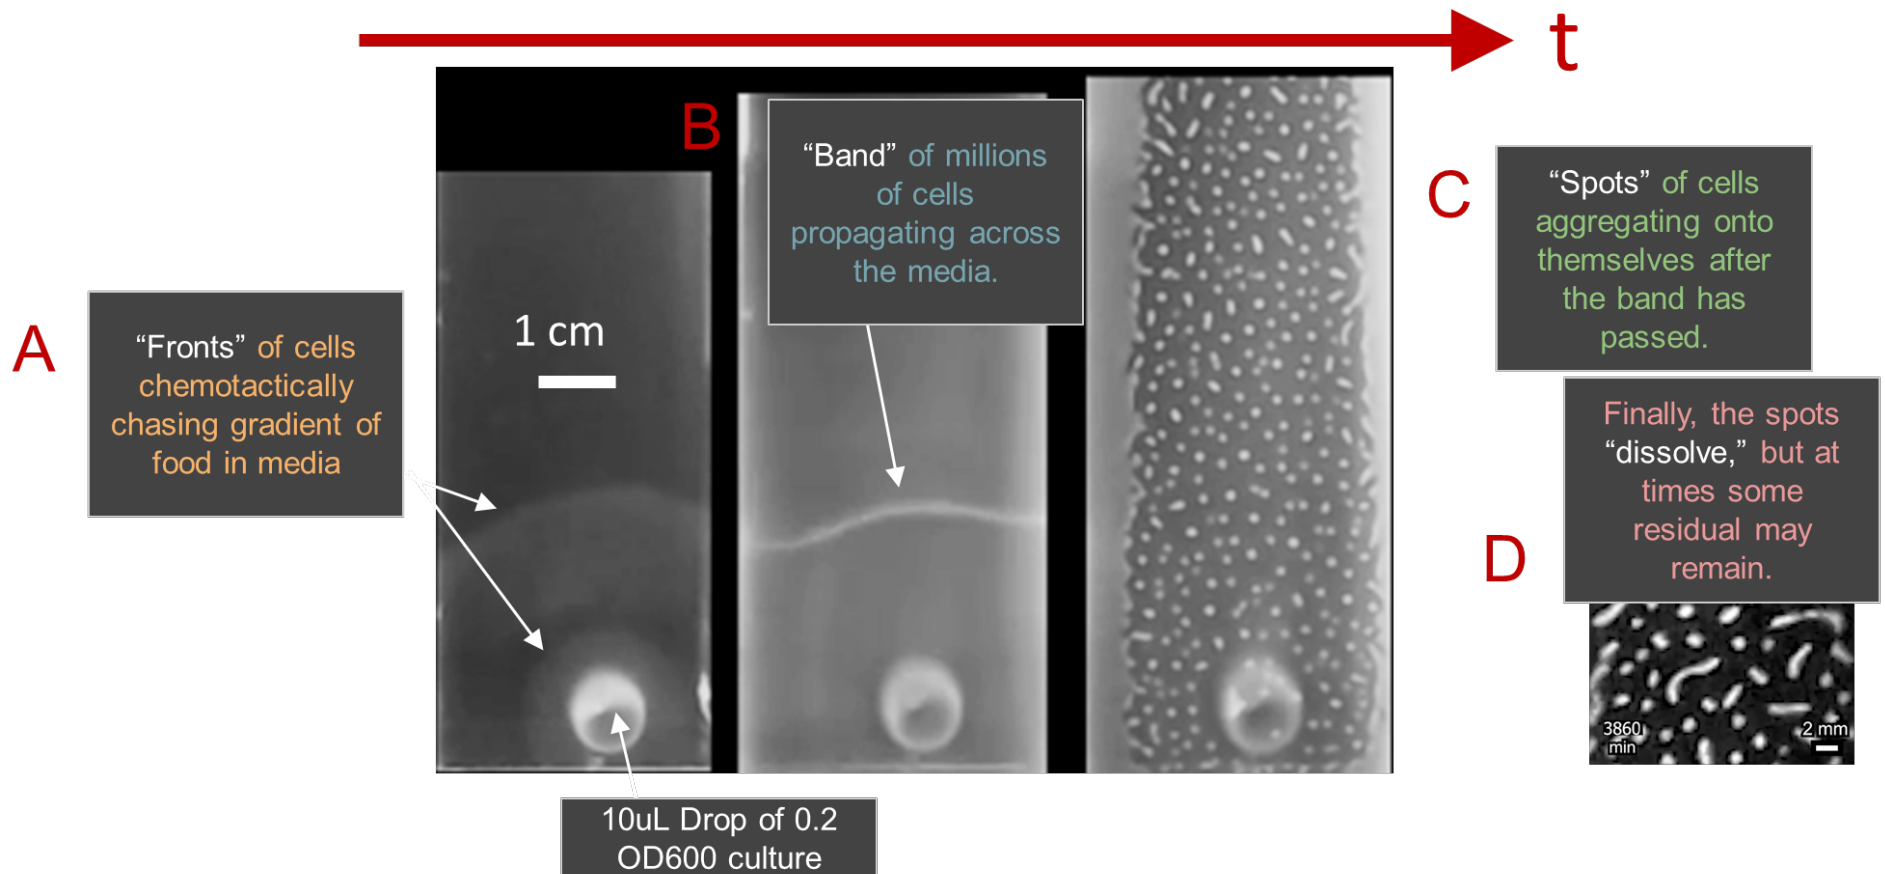 t
A
“Fronts” of cells
chemotactically
chasing gradient of
food in media
1 cm
B
“Band” of millions
of cells
propagating across
the media.
C
“Spots” of cells
aggregating onto
themselves after
the band has
passed.
D
Finally, the spots
“dissolve,” but at
times some
residual may
remain.
3860
min
2 mm
10uL Drop of 0.2
OD600 culture